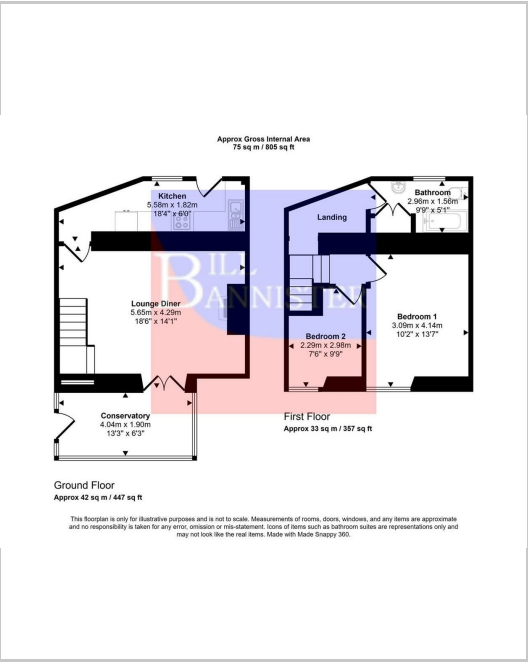 Approx Gross Internal Area
75 sq m / 805 sq ft
Kitchen
5.58m x 1.82m
18'4" x 6'0"
Lounge Diner
5.65m x 4.29m
18'6" x 14'1"
Conservatory
4.04m x 1.90m
13'3" x 6'3"
Ground Floor
Approx 42 sq m / 447 sq ft
Bathroom
2.96m x 1.56m
9'9" x 5'1"
Landing
Bedroom 1
3.09m x 4.14m
10'2" x 13'7"
Bedroom 2
2.29m x 2.98m
7'6" x 9'9"
First Floor
Approx 33 sq m / 357 sq ft
BILL
BANNISTER
This floorplan is only for illustrative purposes and is not to scale. Measurements of rooms, doors, windows, and any items are approximate
and no responsibility is taken for any error, omission or mis-statement. Icons of items such as bathroom suites are representations only and
may not look like the real items. Made with Made Snappy 360.